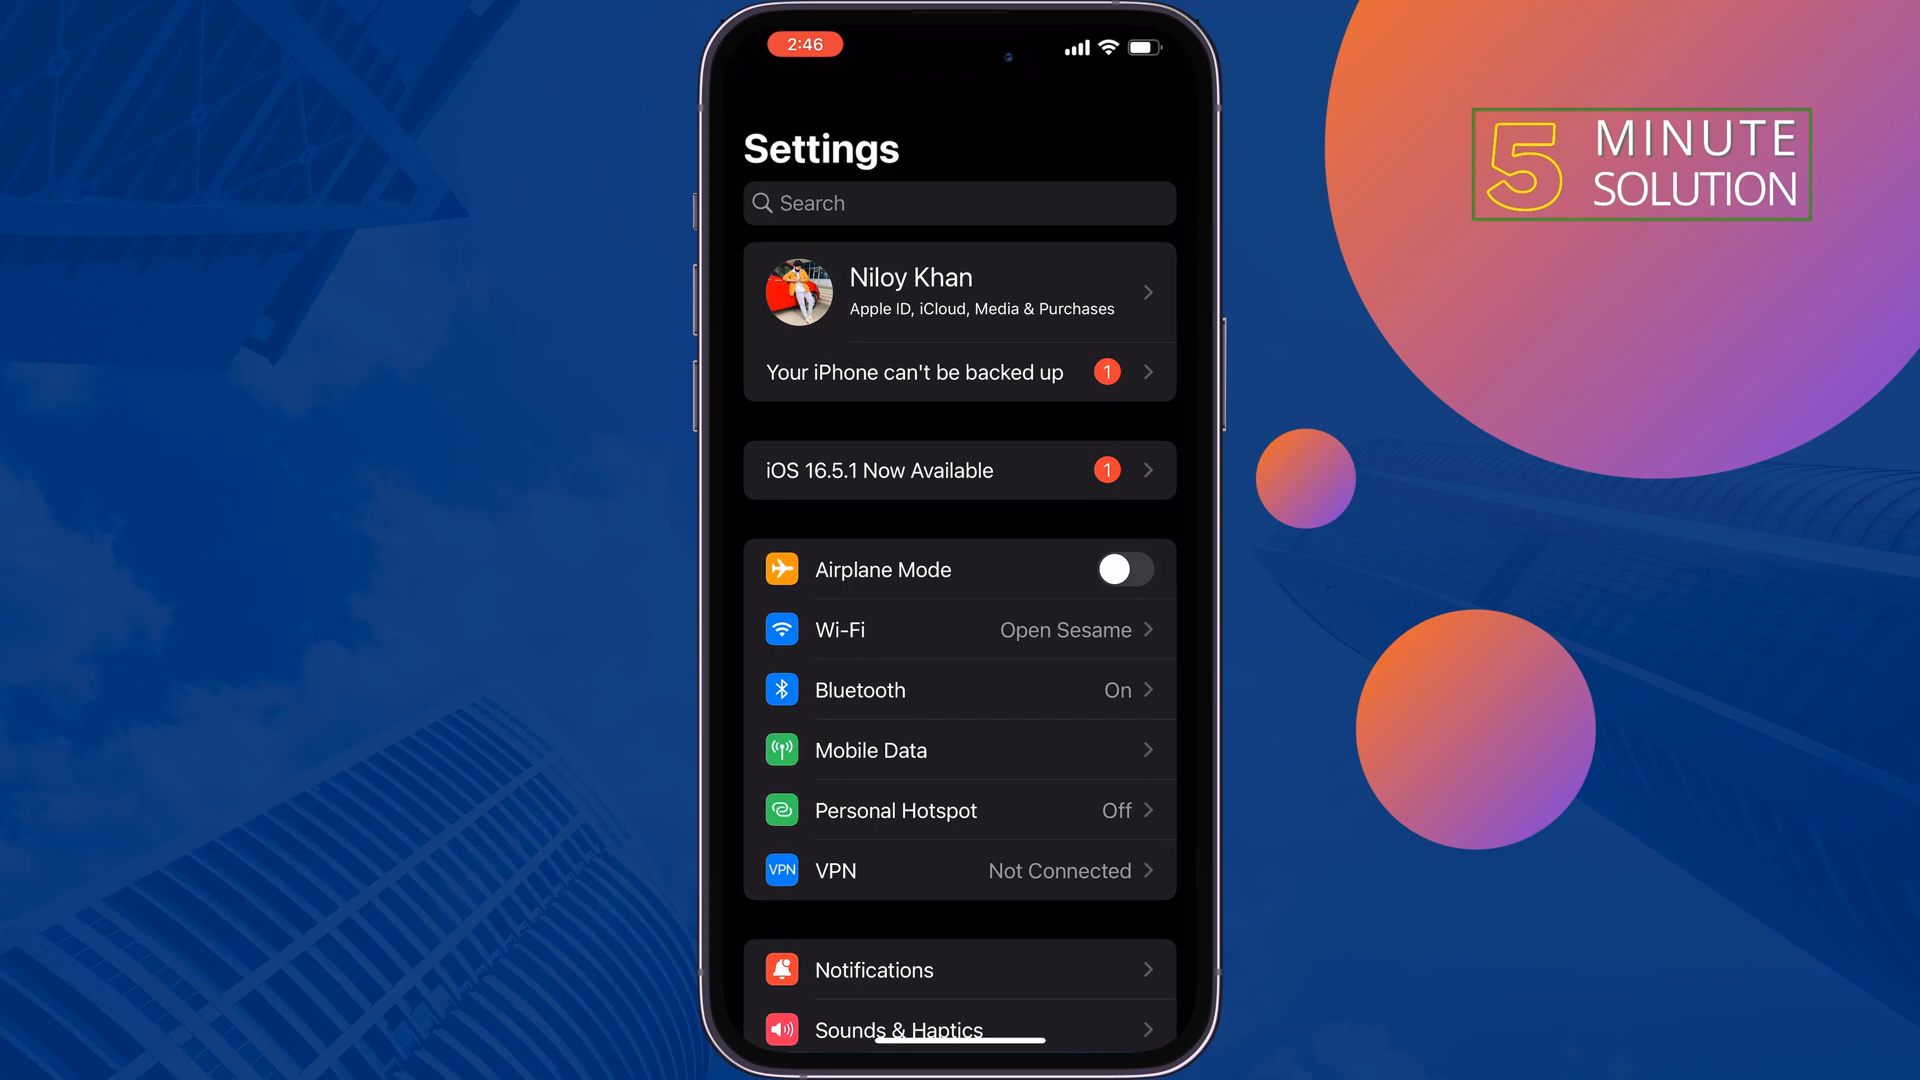 2:46
5 MINUTE
SOLUTION
Settings
Search
Niloy Khan
Apple ID, iCloud, Media & Purchases
Your iPhone can't be backed up 1
iOS 16.5.1 Now Available 1
Airplane Mode
Wi-Fi Open Sesame
Bluetooth On
Mobile Data
Personal Hotspot Off
VPN VPN Not Connected
Notifications
Sounds & Haptics